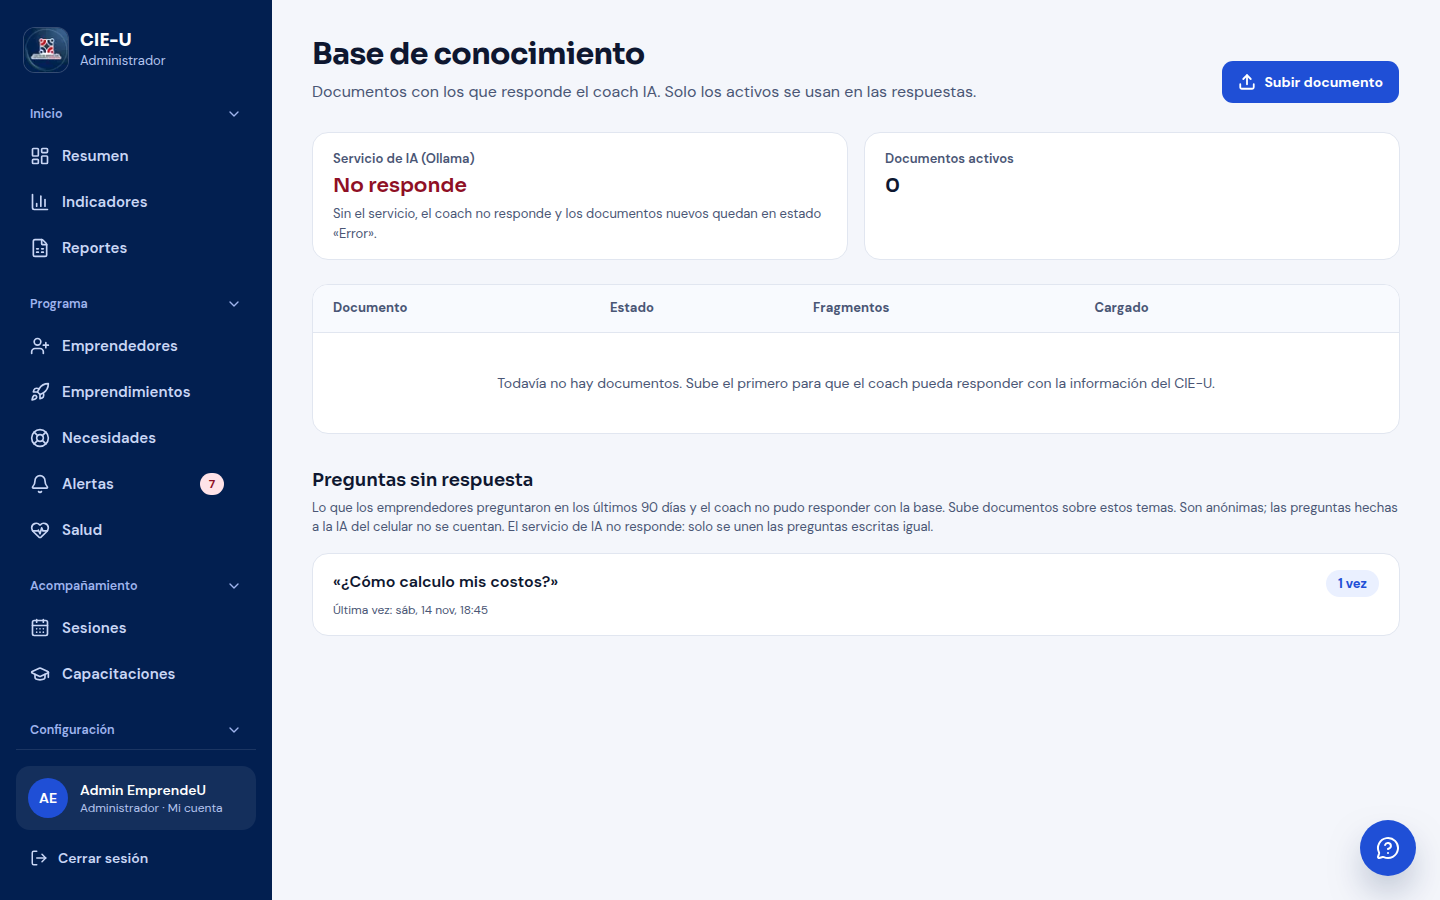 CIE-U
Administrador
Inicio
Resumen
Indicadores
Reportes
Programa
Emprendedores
Emprendimientos
Necesidades
Alertas 7
Salud
Acompañamiento
Sesiones
Capacitaciones
Configuración
AE
Admin EmprendeU
Administrador · Mi cuenta
Cerrar sesión
Base de conocimiento
Documentos con los que responde el coach IA. Solo los activos se usan en las respuestas.
Subir documento
Servicio de IA (Ollama)
No responde
Sin el servicio, el coach no responde y los documentos nuevos quedan en estado
«Error».
Documentos activos
0
Documento Estado Fragmentos Cargado
Todavía no hay documentos. Sube el primero para que el coach pueda responder con la información del CIE-U.
Preguntas sin respuesta
Lo que los emprendedores preguntaron en los últimos 90 días y el coach no pudo responder con la base. Sube documentos sobre estos temas. Son anónimas; las preguntas hechas
a la IA del celular no se cuentan. El servicio de IA no responde: solo se unen las preguntas escritas igual.
«¿Cómo calculo mis costos?»
1 vez
Última vez: sáb, 14 nov, 18:45